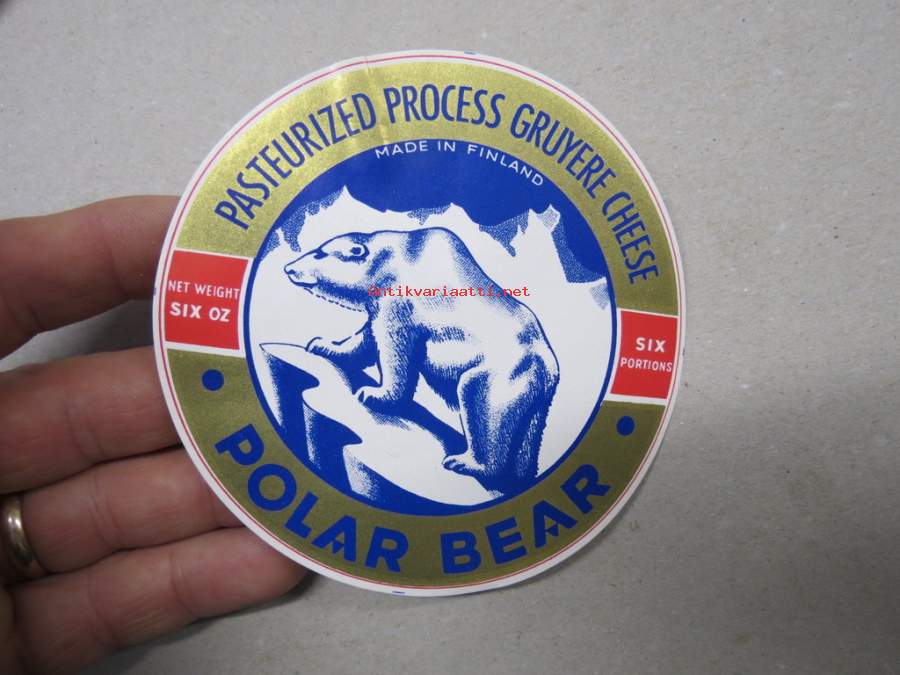 PASTEURIZED PROCESS GRUYERE CHEESE
MADE IN FINLAND
NET WEIGHT
SIX OZ
SIX
PORTIONS
antikvariaatti.net
• POLAR BEAR •